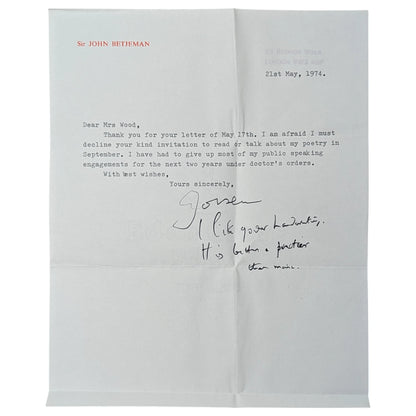 Sir JOHN BETJEMAN
21st May, 1974.
Dear Mrs Wood,
Thank you for your letter of May 17th. I am afraid I must
decline your kind invitation to read or talk about my poetry in
September. I have had to give up most of my public speaking
engagements for the next two years under doctor's orders.
With best wishes,
Yours sincerely,
I like your handwriting.
It is better &
than mine.